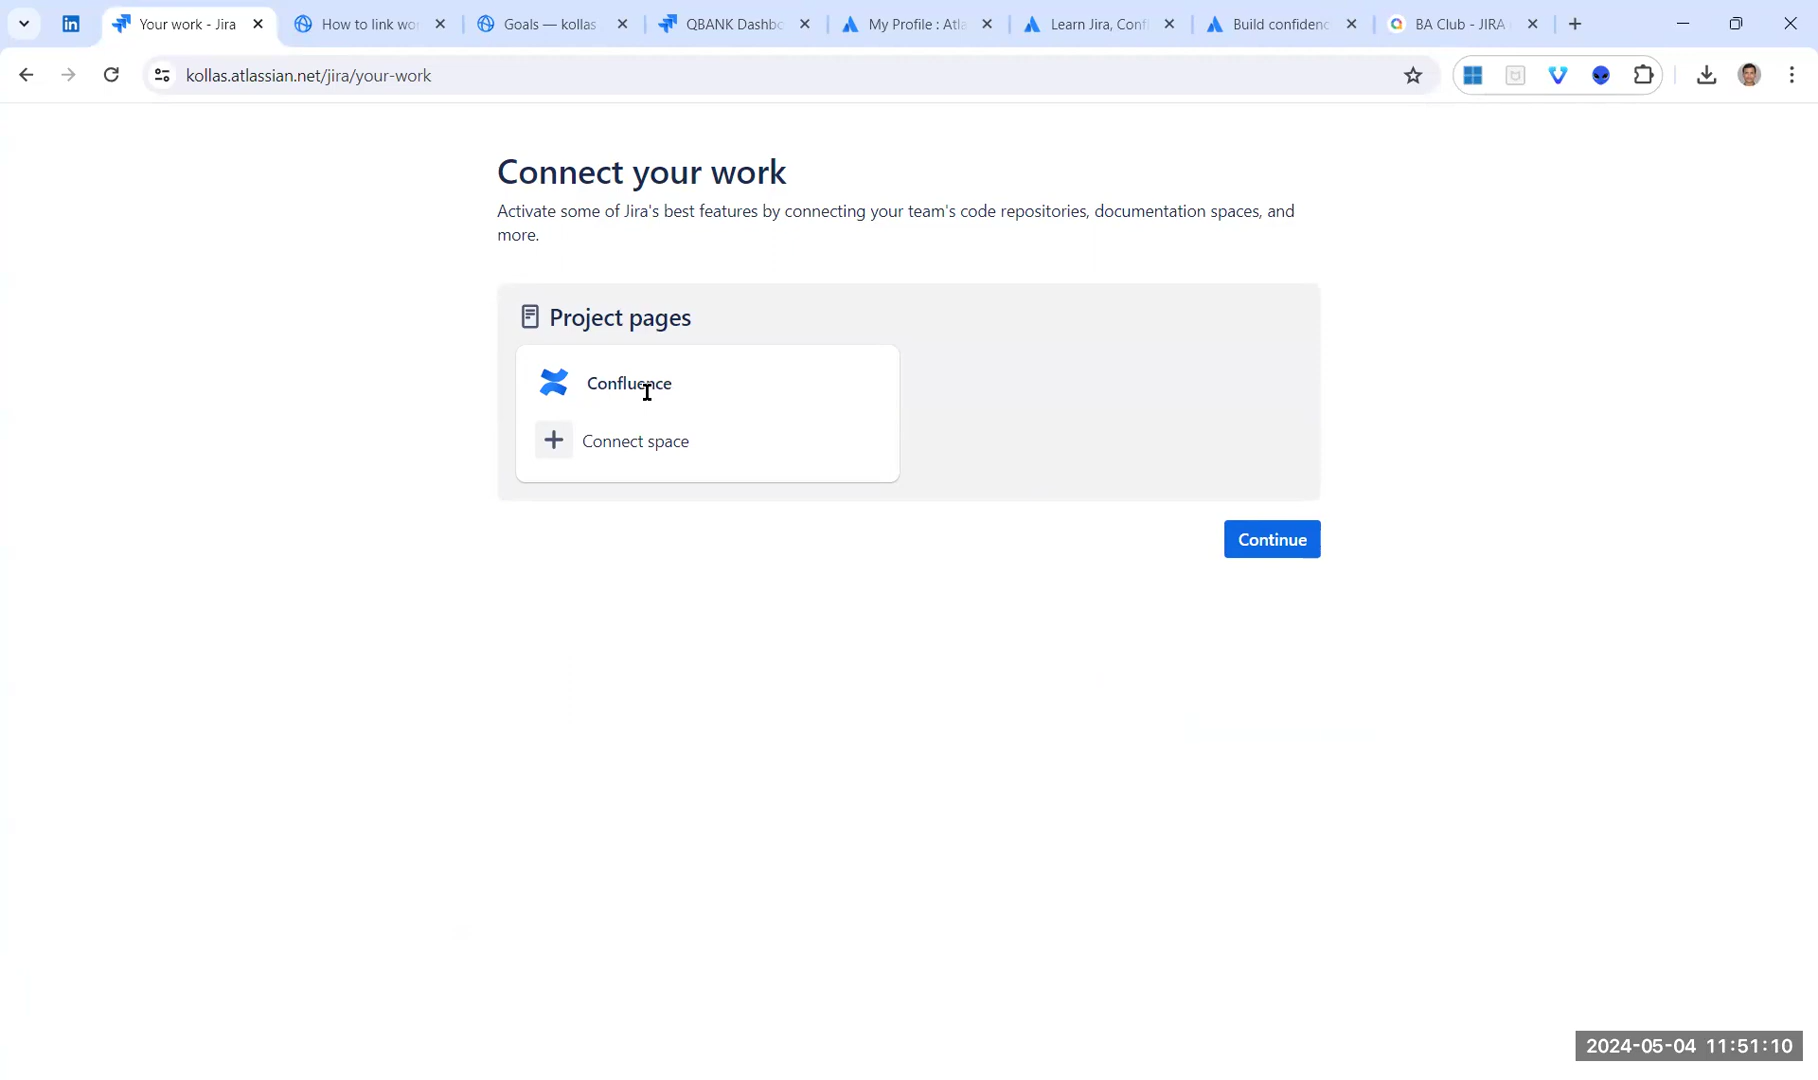 Your work - Jira
How to link wo
Goals — kollas
QBANK Dashb
My Profile : Atla
Learn Jira, Conf
Build confidenc
BA Club - JIRA
kollas.atlassian.net/jira/your-work
Connect your work
Activate some of Jira's best features by connecting your team's code repositories, documentation spaces, and
more.
Project pages
Confluence
Connect space
Continue
2024-05-04 11:51:10